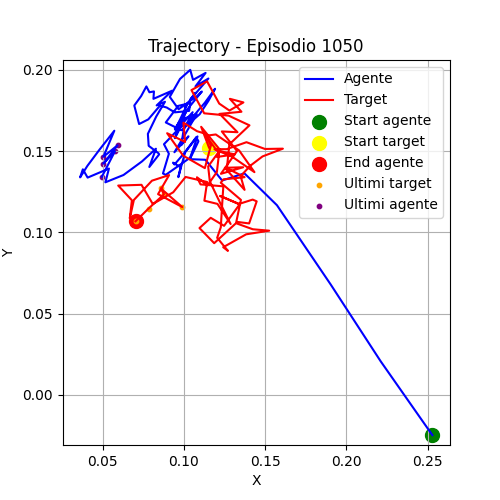 Trajectory - Episodio 1050
Agente
Target
Start agente
Start target
End agente
Ultimi target
Ultimi agente
0.20
0.15
0.10
0.05
0.00
Y
0.05
0.10
0.15
0.20
0.25
X